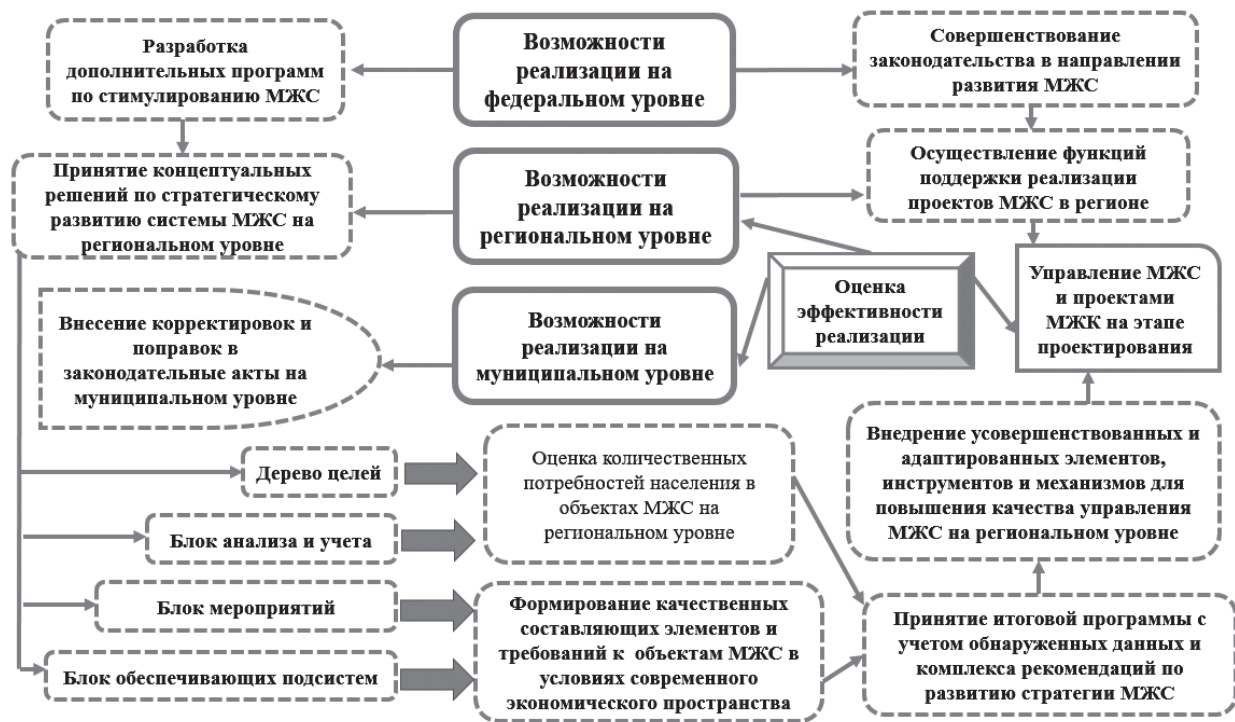 Разработка
дополнительных программ
по стимулированию МЖС
Возможности
реализации на
федеральном уровне
Совершенствование
законодательства в направлении
развития МЖС
Принятие концептуальных
решений по стратегическому
развитию системы МЖС на
региональном уровне
Возможности
реализации на
региональном уровне
Осуществление функций
поддержки реализации
проектов МЖС в регионе
Внесение корректировок и
поправок в
законодательные акты на
муниципальном уровне
Возможности
реализации на
муниципальном уровне
Оценка
эффективности
реализации
Управление МЖС
и проектами
МЖК на этапе
проектирования
Дерево целей
Оценка количественных
потребностей населения в
объектах МЖС на
региональном уровне
Внедрение усовершенствованных и
адаптированных элементов,
инструментов и механизмов для
повышения качества управления
МЖС на региональном уровне
Блок анализа и учета
Блок мероприятий
Формирование качественных
составляющих элементов и
требований к объектам МЖС в
условиях современного
экономического пространства
Принятие итоговой программы с
учетом обнаруженных данных и
комплекса рекомендаций по
развитию стратегии МЖС
Блок обеспечивающих подсистем